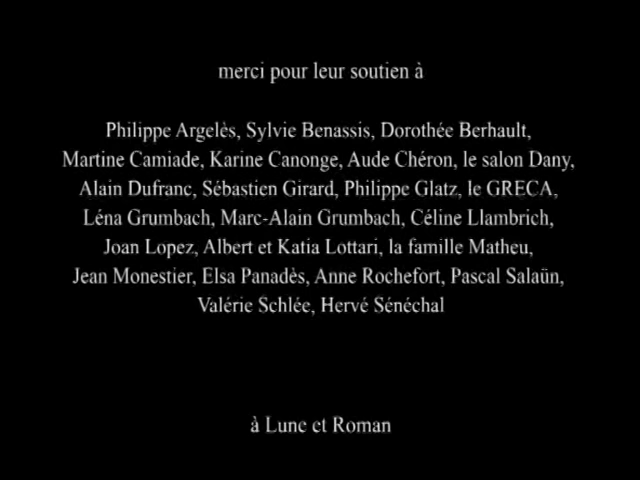 merci pour leur soutien à
Philippe Argelès, Sylvie Benassis, Dorothée Berhault,
Martine Camiade, Karine Canonge, Aude Chéron, le salon Dany,
Alain Dufranc, Sébastien Girard, Philippe Glatz, le GRECA,
Léna Grumbach, Marc-Alain Grumbach, Céline Llambrich,
Joan Lopez, Albert et Katia Lottari, la famille Matheu,
Jean Monestier, Elsa Panadès, Anne Rochefort, Pascal Salaün,
Valérie Schlée, Hervé Sénéchal
à Lune et Roman